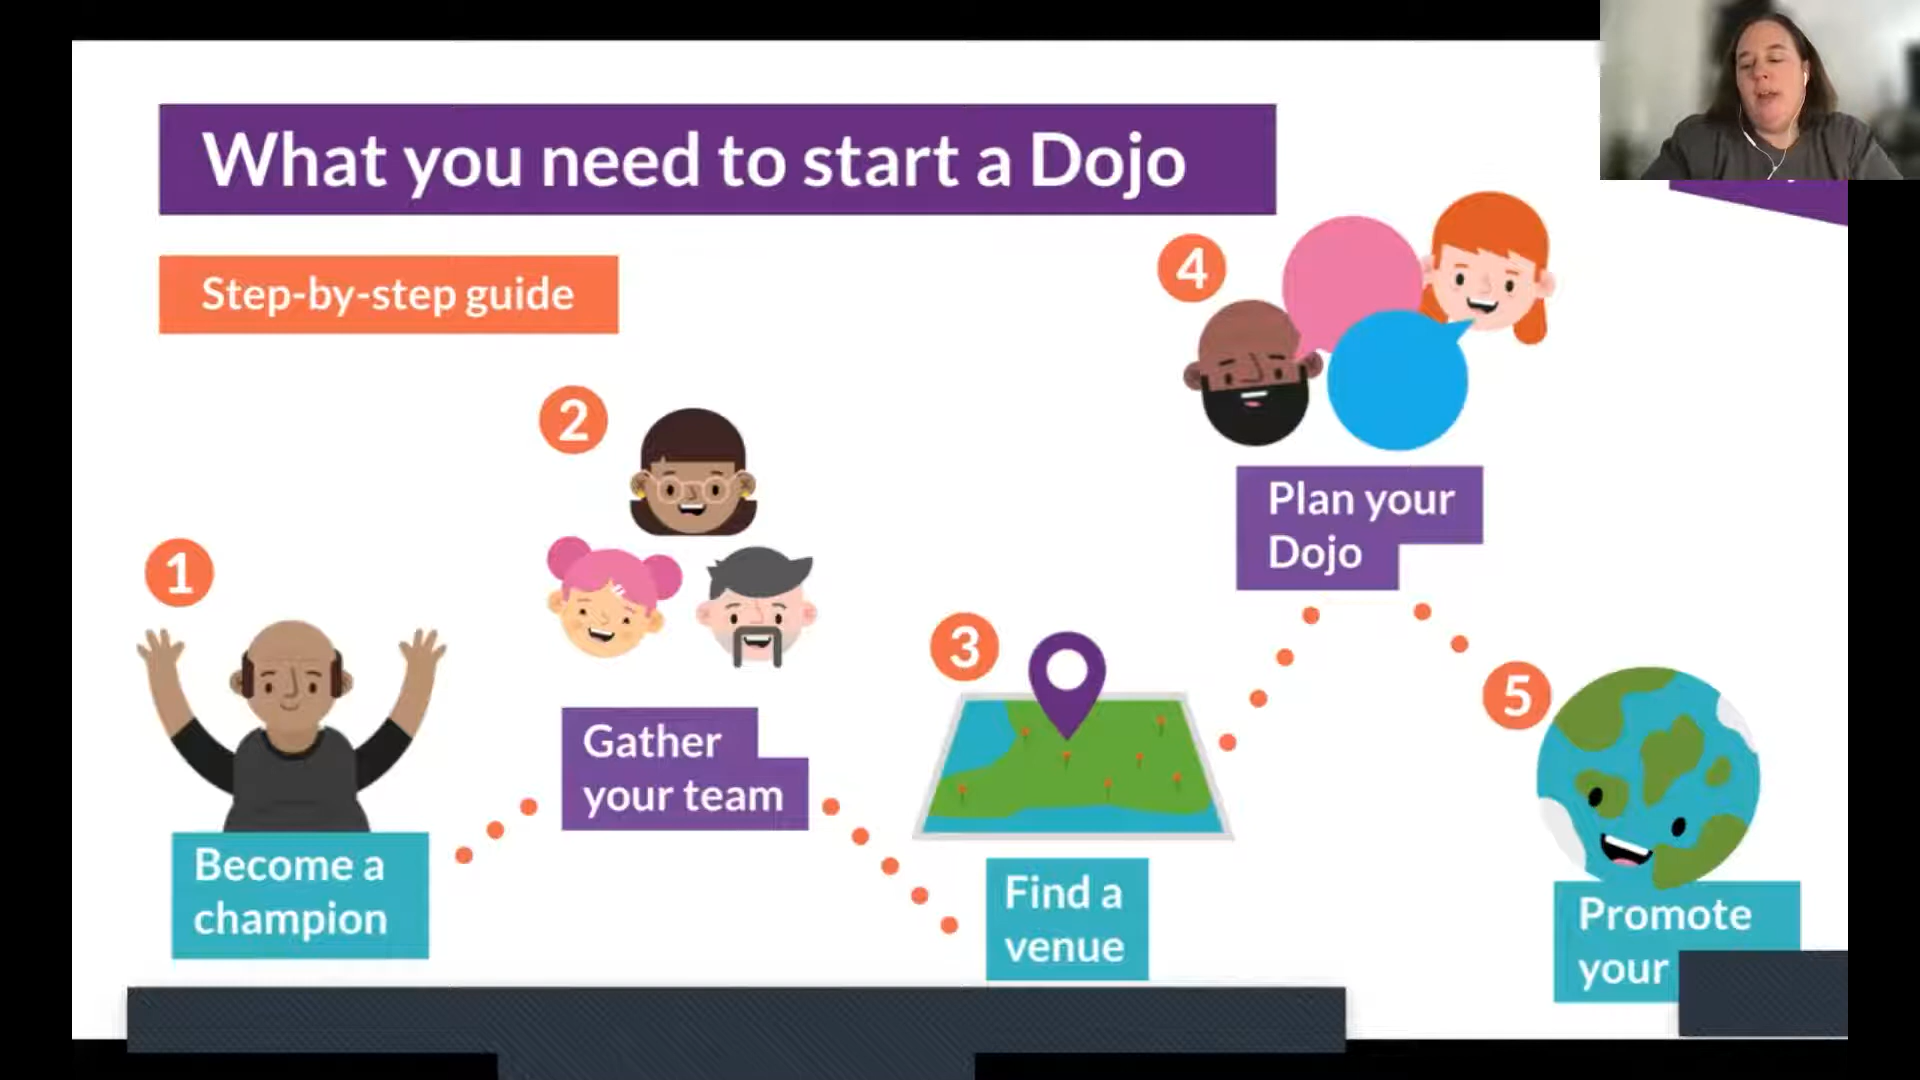 What you need to start a Dojo
Step-by-step guide
1
Become a
champion
2
Gather
your team
3
Find a
venue
4
Plan your
Dojo
5
Promote
your